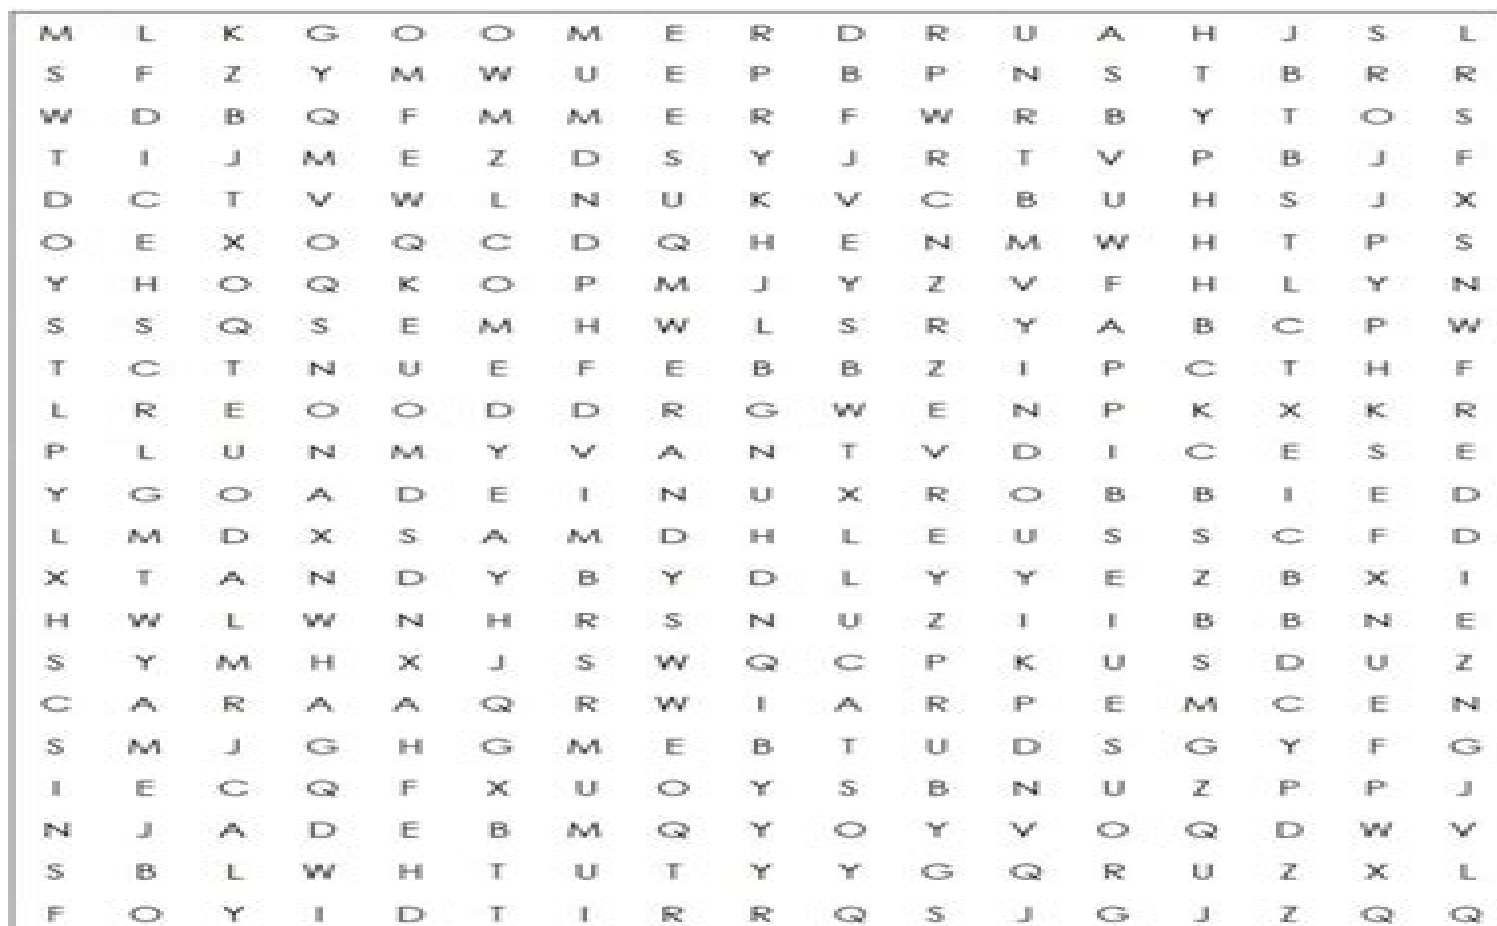 M L K G O O M E R D R U A H J S L
S F Z Y M W U E P B P N S T B R R
W D B Q F M M E R F W R B Y T O S
T I J M E Z D S Y J R T V P B J F
D C T V W L N U K V C B U H S J X
O E X O Q C D Q H E N M W H T P S
Y H O Q K O P M J Y Z V F H L Y N
S S Q S E M H W L S R Y A B C P W
T C T N U E F E B B Z I P C T H F
L R E O O D D R G W E N P K X K R
P L U N M Y V A N T V D I C E S E
Y G O A D E I N U X R O B B I E D
L M D X S A M D H L E U S S C F D
X T A N D Y B Y D L Y Y E Z B X I
H W L W N H R S N U Z I I B B N E
S Y M H X J S W Q C P K U S D U Z
C A R A A Q R W I A R P E M C E N
S M J G H G M E B T U D S G Y F G
I E C Q F X U O Y S B N U Z P P J
N J A D E B M Q Y O Y V O Q D W V
S B L W H T U T Y Y G Q R U Z X L
F O Y I D T I R R Q S J G J Z Q Q